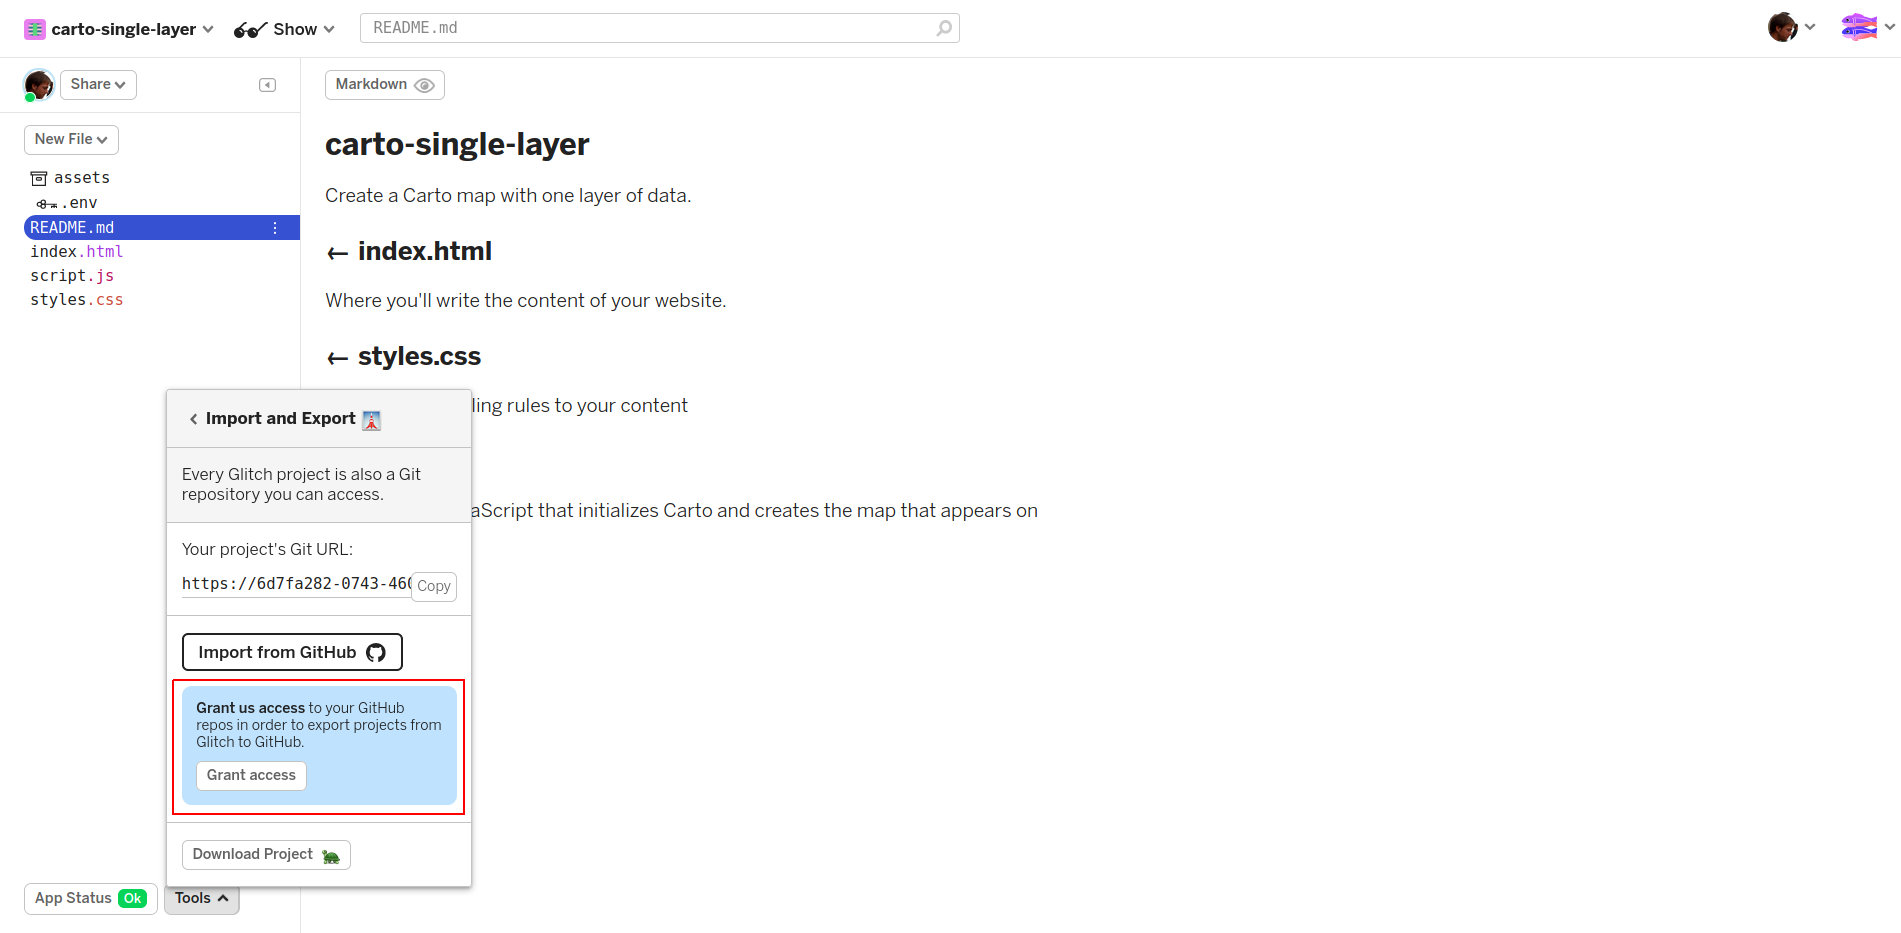 carto-single-layer
Show
README.md
Share
New File
assets
.env
README.md
index.html
script.js
styles.css
Markdown
carto-single-layer
Create a Carto map with one layer of data.
← index.html
Where you'll write the content of your website.
← styles.css
ling rules to your content
aScript that initializes Carto and creates the map that appears on
Import and Export
Every Glitch project is also a Git
repository you can access.
Your project's Git URL:
https://6d7fa282-0743-460
Copy
Import from GitHub
Grant us access to your GitHub
repos in order to export projects from
Glitch to GitHub.
Grant access
Download Project
App Status Ok
Tools